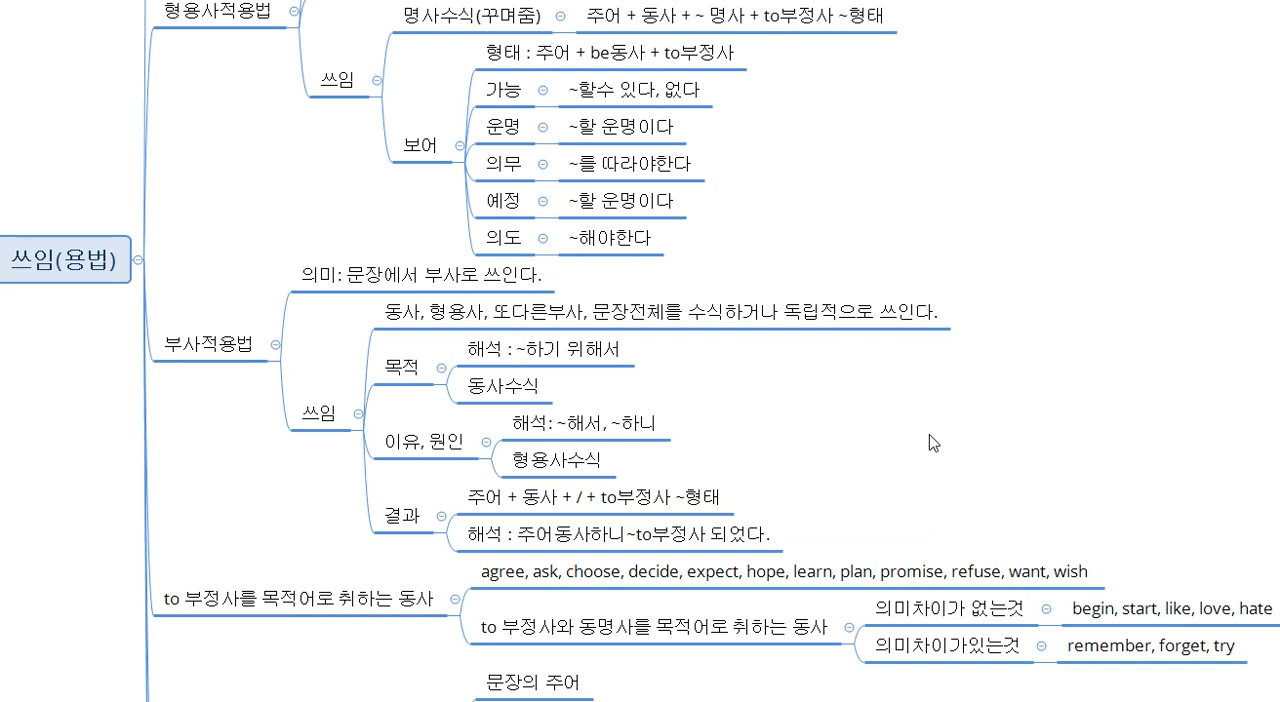 형용사적용법
명사수식(꾸며줌)
주어 + 동사 + ~ 명사 + to부정사 ~형태
쓰임
형태 : 주어 + be동사 + to부정사
가능
~할수 있다, 없다
운명
~할 운명이다
보어
의무
~를 따라야한다
예정
~할 운명이다
의도
~해야한다
쓰임(용법)
의미: 문장에서 부사로 쓰인다.
부사적용법
동사, 형용사, 또다른부사, 문장전체를 수식하거나 독립적으로 쓰인다.
해석 : ~하기 위해서
목적
동사수식
쓰임
해석: ~해서, ~하니
이유, 원인
형용사수식
주어 + 동사 + / + to부정사 ~형태
결과
해석 : 주어동사하니~to부정사 되었다.
agree, ask, choose, decide, expect, hope, learn, plan, promise, refuse, want, wish
to 부정사를 목적어로 취하는 동사
의미차이가 없는것
begin, start, like, love, hate
to 부정사와 동명사를 목적어로 취하는 동사
의미차이가있는것
remember, forget, try
문장의 주어